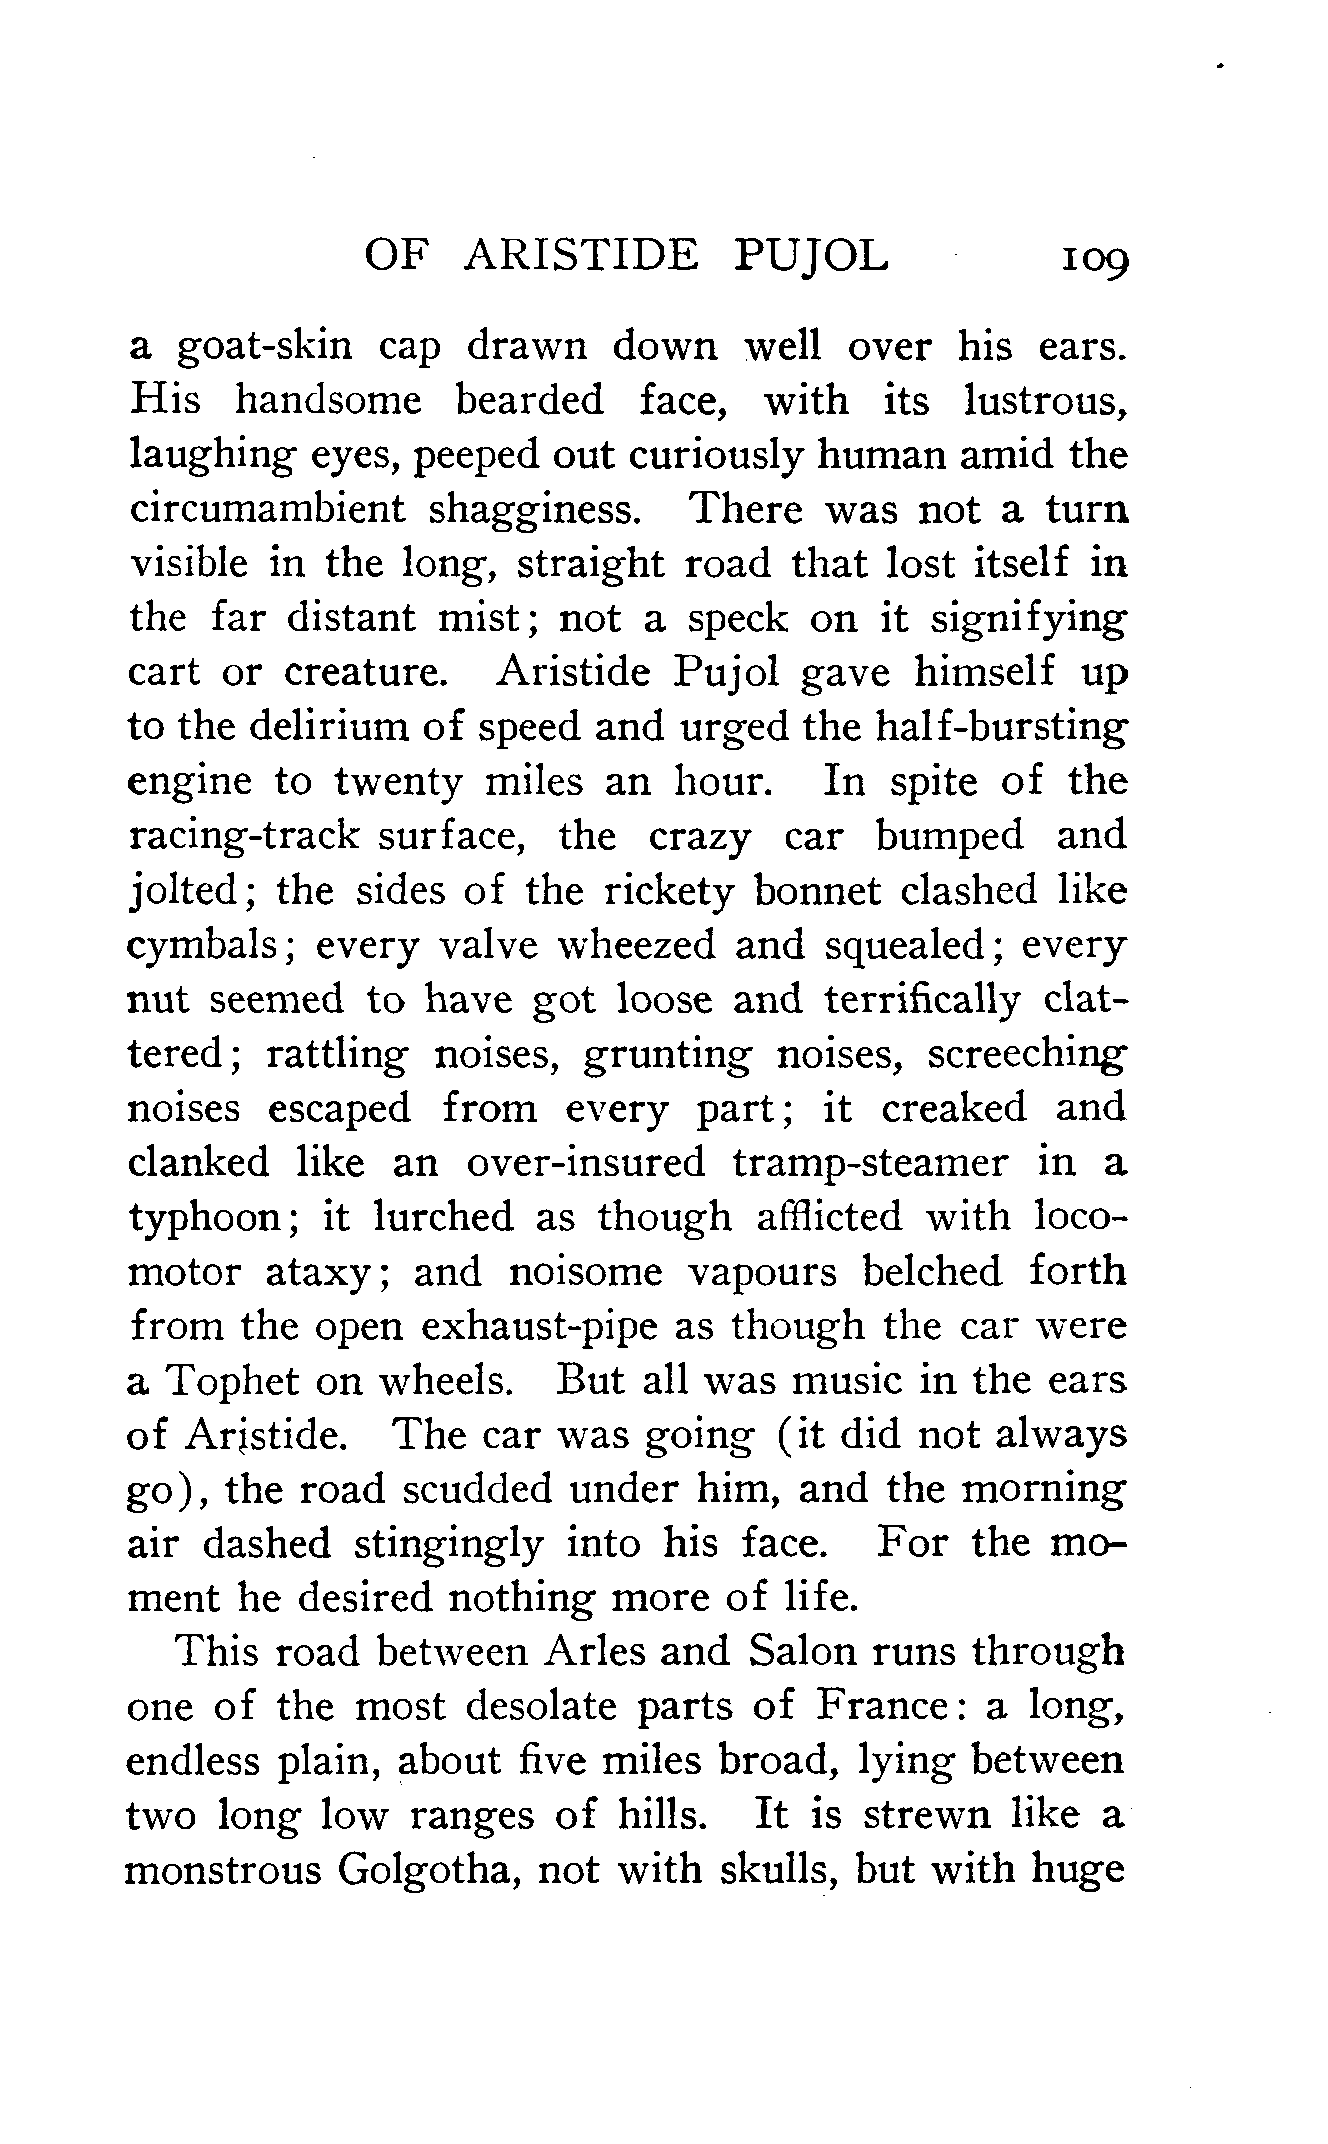 OF ARISTIDE PUJOL 109
a goat-skin cap drawn down well over his ears.
His handsome bearded face, with its lustrous,
laughing eyes, peeped out curiously human amid the
circumambient shagginess. There was not a turn
visible in the long, straight road that lost itself in
the far distant mist; not a speck on it signifying
cart or creature. Aristide Pujol gave himself up
to the delirium of speed and urged the half-bursting
engine to twenty miles an hour. In spite of the
racing-track surface, the crazy car bumped and
jolted; the sides of the rickety bonnet clashed like
cymbals; every valve wheezed and squealed; every
nut seemed to have got loose and terrifically clat-
tered; rattling noises, grunting noises, screeching
noises escaped from every part; it creaked and
clanked like an over-insured tramp-steamer in a
typhoon; it lurched as though afflicted with loco-
motor ataxy; and noisome vapours belched forth
from the open exhaust-pipe as though the car were
a Tophet on wheels. But all was music in the ears
of Aristide. The car was going (it did not always
go), the road scudded under him, and the morning
air dashed stingingly into his face. For the mo-
ment he desired nothing more of life.
This road between Arles and Salon runs through
one of the most desolate parts of France: a long,
endless plain, about five miles broad, lying between
two long low ranges of hills. It is strewn like a
monstrous Golgotha, not with skulls, but with huge